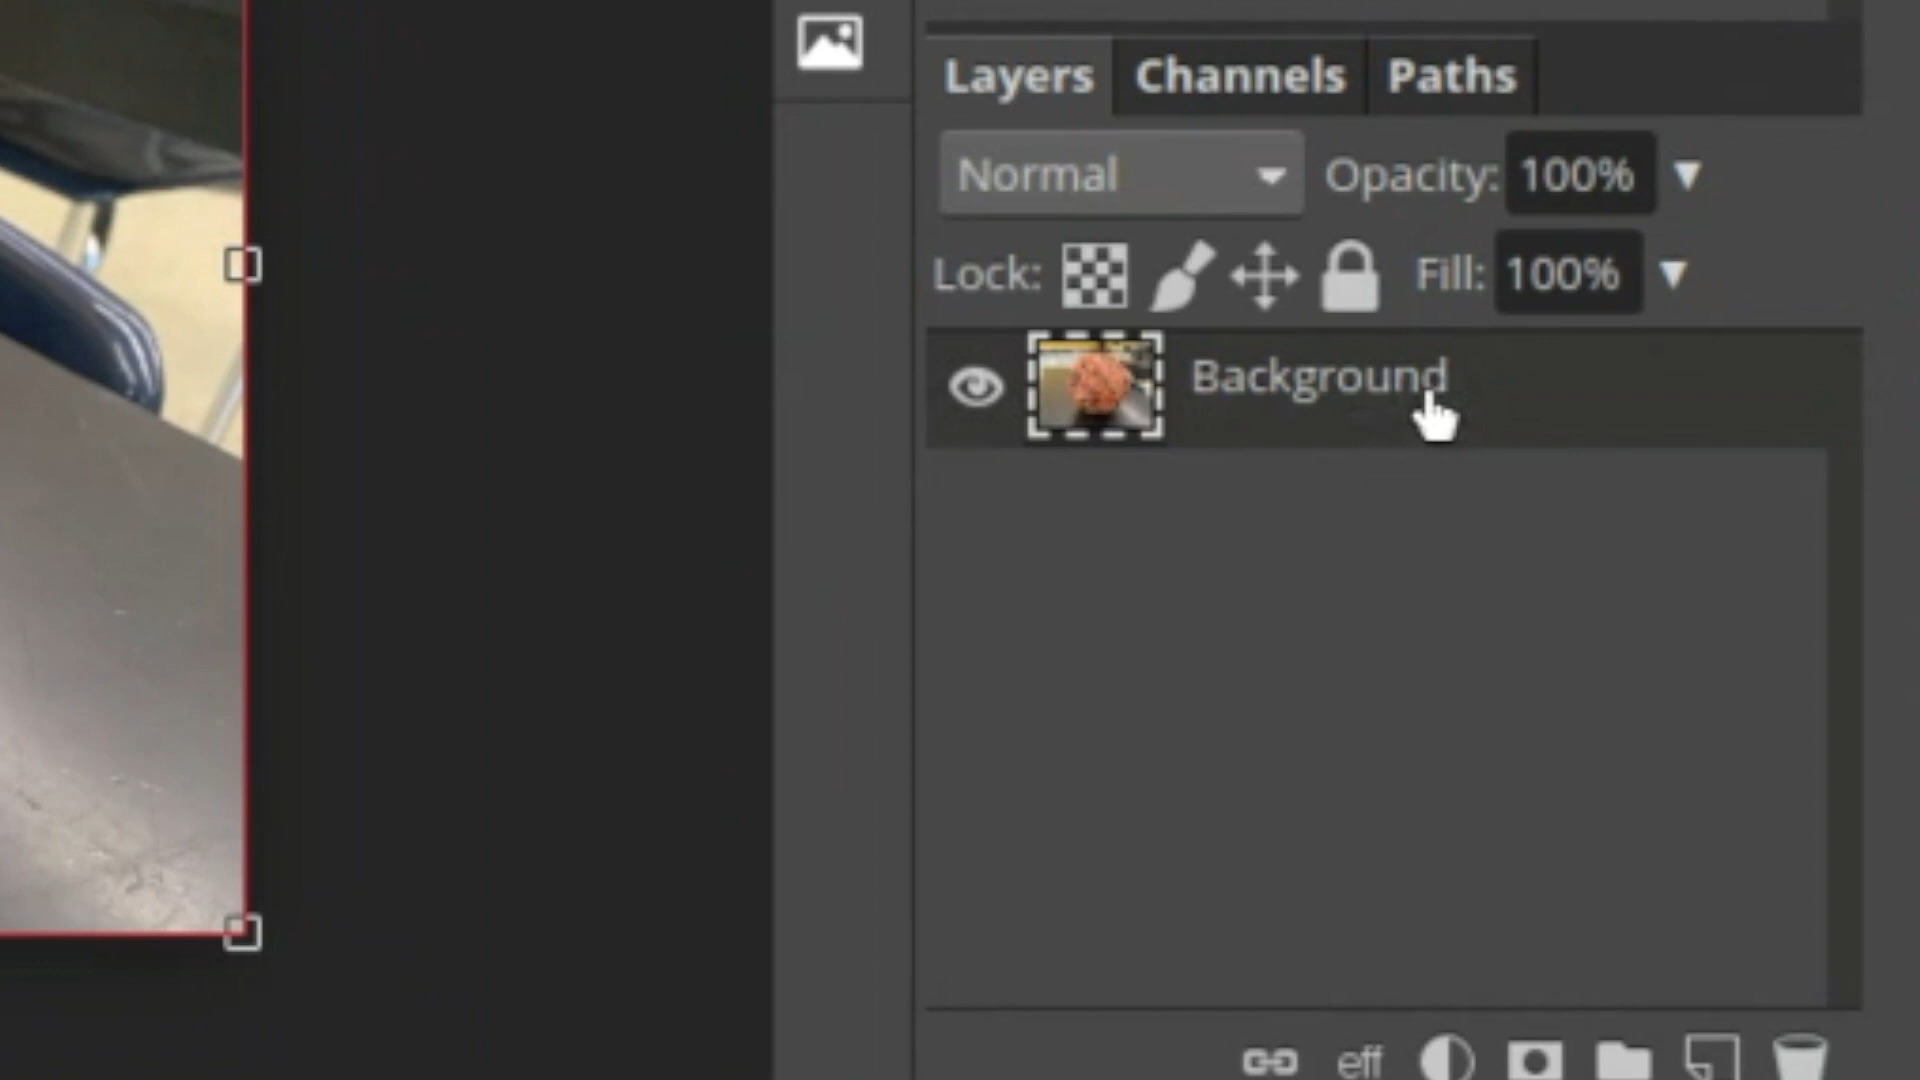 Layers Channels Paths
Normal Opacity: 100%
Lock: Fill: 100%
Background
eff